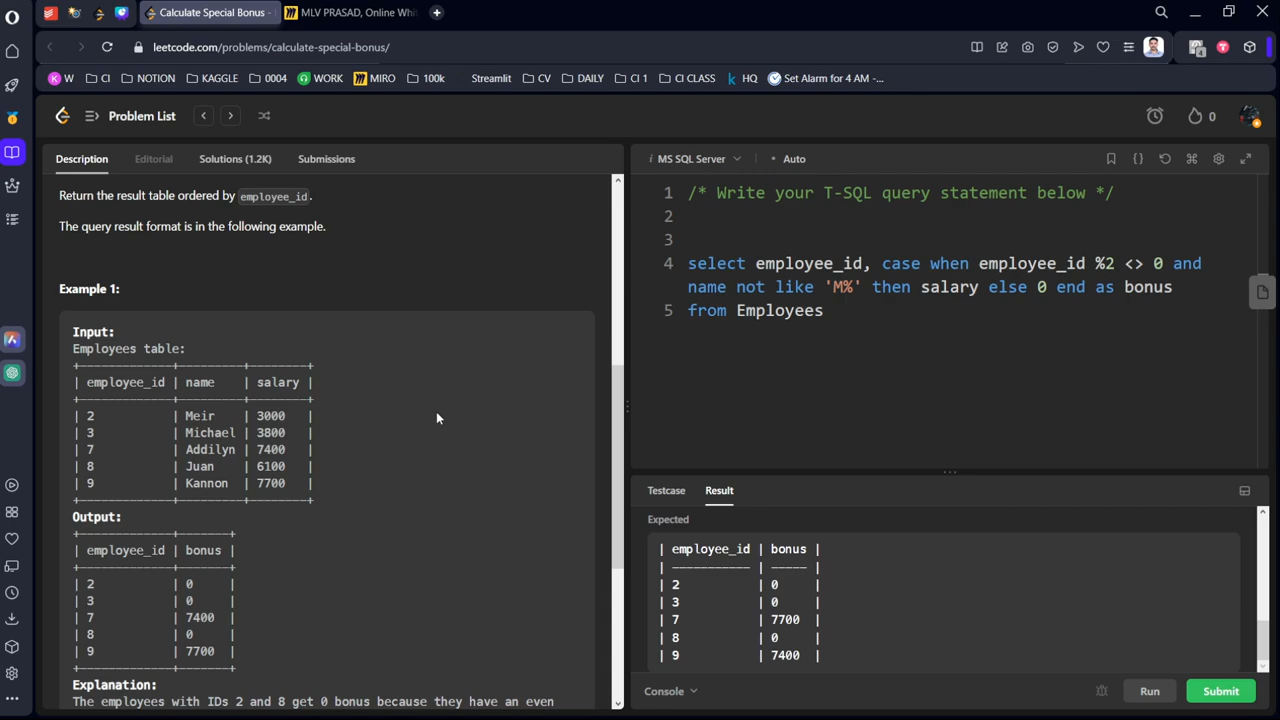 Calculate Special Bonus -
MLV PRASAD, Online Whit
leetcode.com/problems/calculate-special-bonus/
4
W
CI
NOTION
KAGGLE
0004
WORK
MIRO
100k
Streamlit
CV
DAILY
CI 1
CI CLASS
HQ
Set Alarm for 4 AM -...
Problem List
0
Description
Editorial
Solutions (1.2K)
Submissions
Return the result table ordered by employee_id.
The query result format is in the following example.
Example 1:
Input:
Employees table:
+-------------+---------+--------+
| employee_id | name | salary |
+-------------+---------+--------+
| 2 | Meir | 3000 |
| 3 | Michael | 3800 |
| 7 | Addilyn | 7400 |
| 8 | Juan | 6100 |
| 9 | Kannon | 7700 |
+-------------+---------+--------+
Output:
+-------------+-------+
| employee_id | bonus |
+-------------+-------+
| 2 | 0 |
| 3 | 0 |
| 7 | 7400 |
| 8 | 0 |
| 9 | 7700 |
+-------------+-------+
Explanation:
The employees with IDs 2 and 8 get 0 bonus because they have an even
i MS SQL Server
• Auto
1 /* Write your T-SQL query statement below */
2
3
4 select employee_id, case when employee_id %2 <> 0 and
name not like 'M%' then salary else 0 end as bonus
5 from Employees
Testcase
Result
Expected
| employee_id | bonus |
| ----------- | ----- |
| 2 | 0 |
| 3 | 0 |
| 7 | 7700 |
| 8 | 0 |
| 9 | 7400 |
Console
Run
Submit